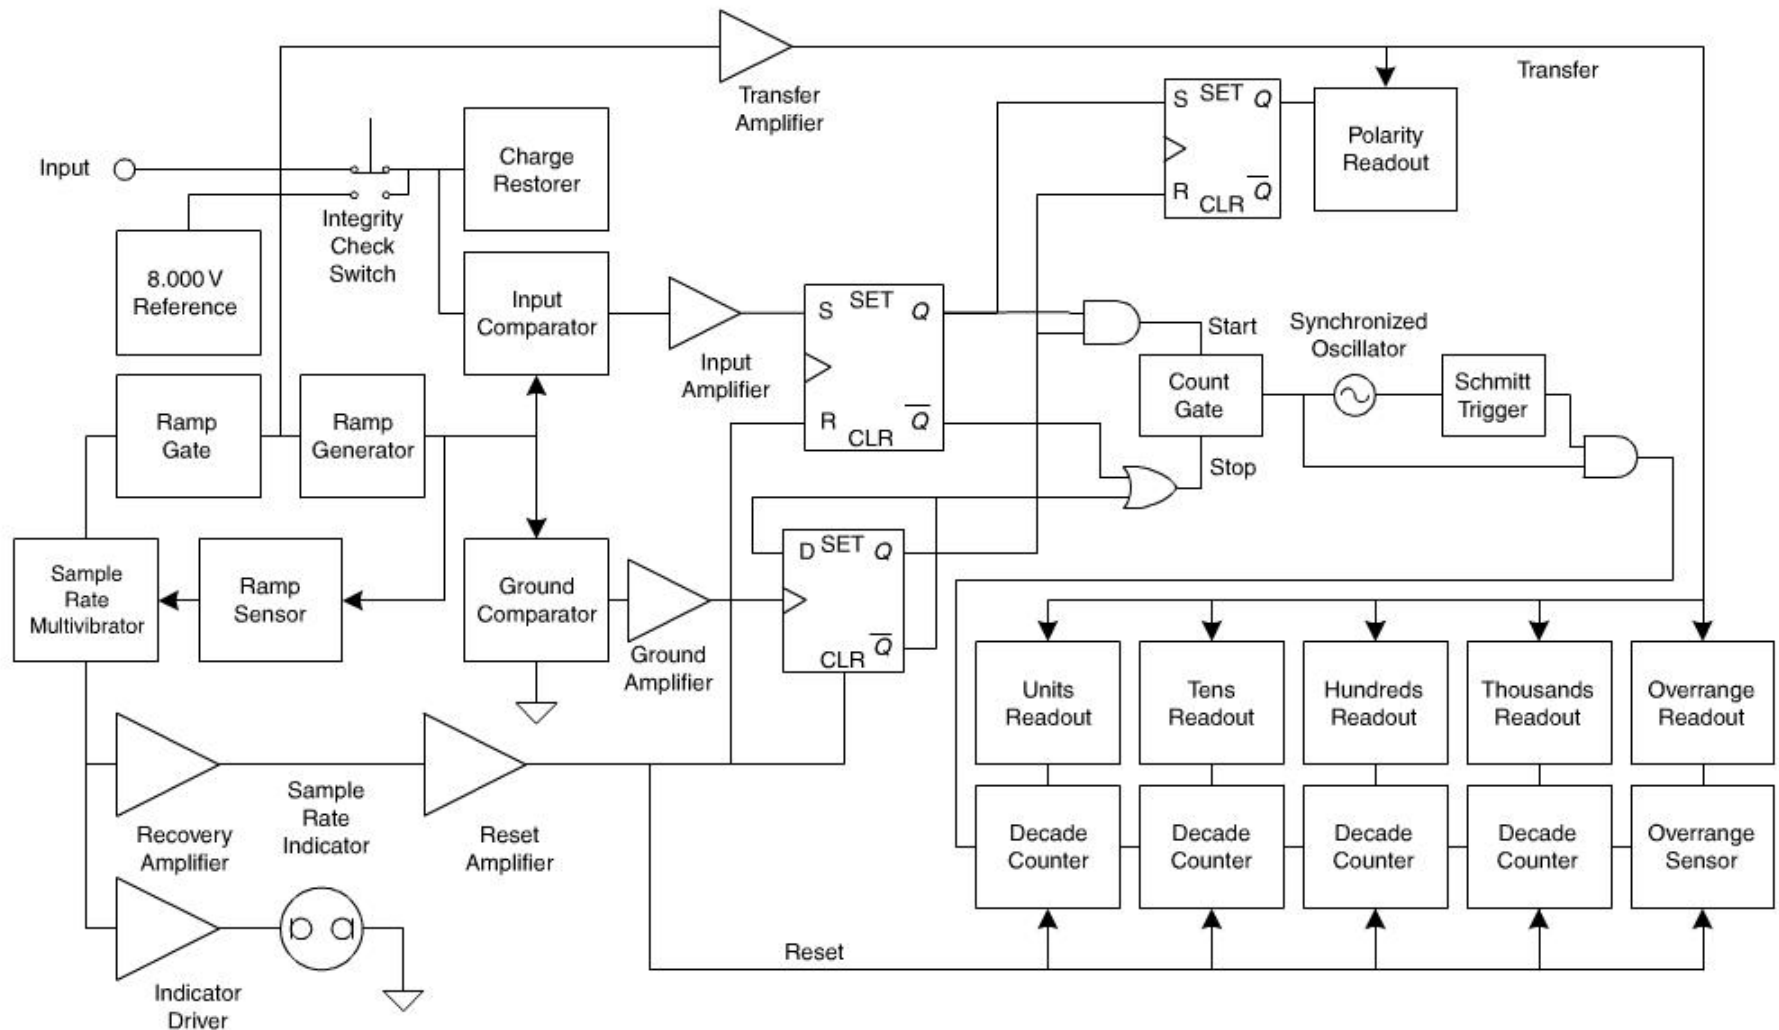 Transfer
Amplifier
Transfer
Input
Integrity
Check
Switch
Charge
Restorer
8.000 V
Reference
Input
Comparator
Input
Amplifier
S
SET
Q
R
CLR
Q
Polarity
Readout
S
SET
Q
R
CLR
Q
Start
Count
Gate
Stop
Synchronized
Oscillator
Schmitt
Trigger
Ramp
Gate
Ramp
Generator
Sample
Rate
Multivibrator
Ramp
Sensor
Ground
Comparator
Ground
Amplifier
D
SET
Q
CLR
Q
Units
Readout
Tens
Readout
Hundreds
Readout
Thousands
Readout
Overrange
Readout
Recovery
Amplifier
Sample
Rate
Indicator
Reset
Amplifier
Decade
Counter
Decade
Counter
Decade
Counter
Decade
Counter
Overrange
Sensor
Reset
Indicator
Driver